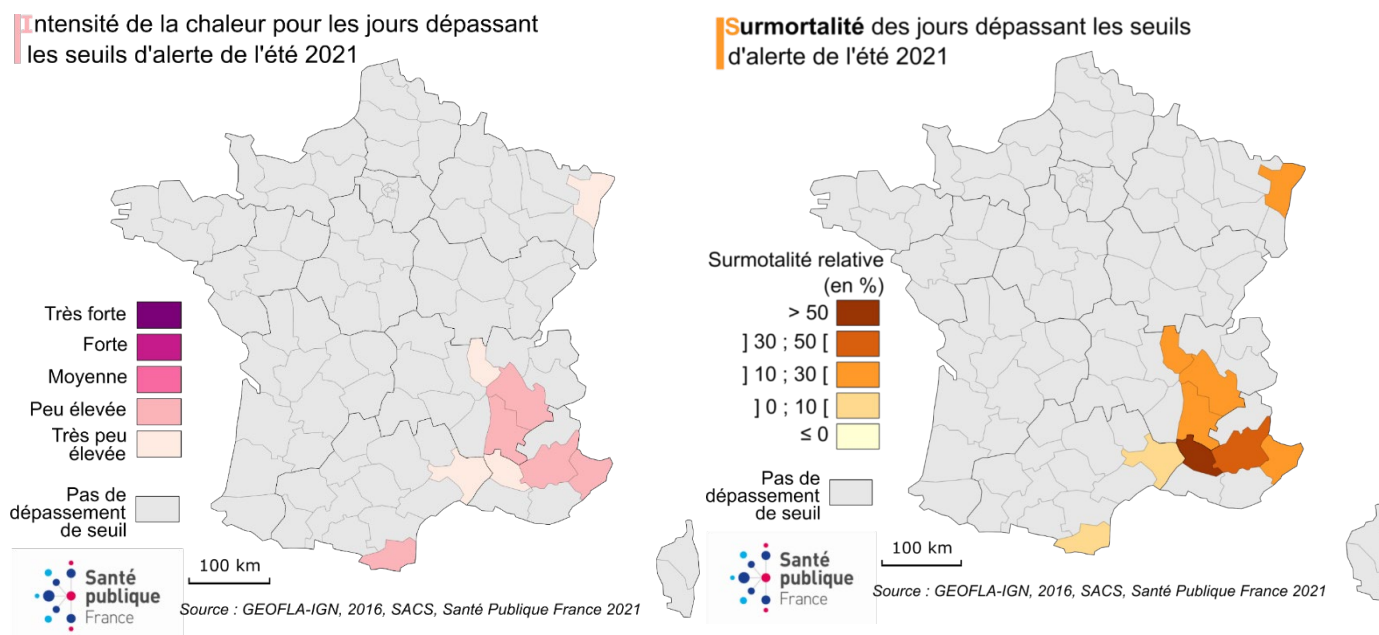 Intensité de la chaleur pour les jours dépassant
les seuils d'alerte de l'été 2021
Très forte
Forte
Moyenne
Peu élevée
Très peu
élevée
Pas de
dépassement
de seuil
Santé
publique
France
100 km
Source : GEOFLA-IGN, 2016, SACS, Santé Publique France 2021
Surmortalité des jours dépassant les seuils
d'alerte de l'été 2021
Surmotalité relative
(en %)
> 50
] 30 ; 50 [
] 10 ; 30 [
] 0 ; 10 [
≤ 0
Pas de
dépassement
de seuil
Santé
publique
France
100 km
Source : GEOFLA-IGN, 2016, SACS, Santé Publique France 2021